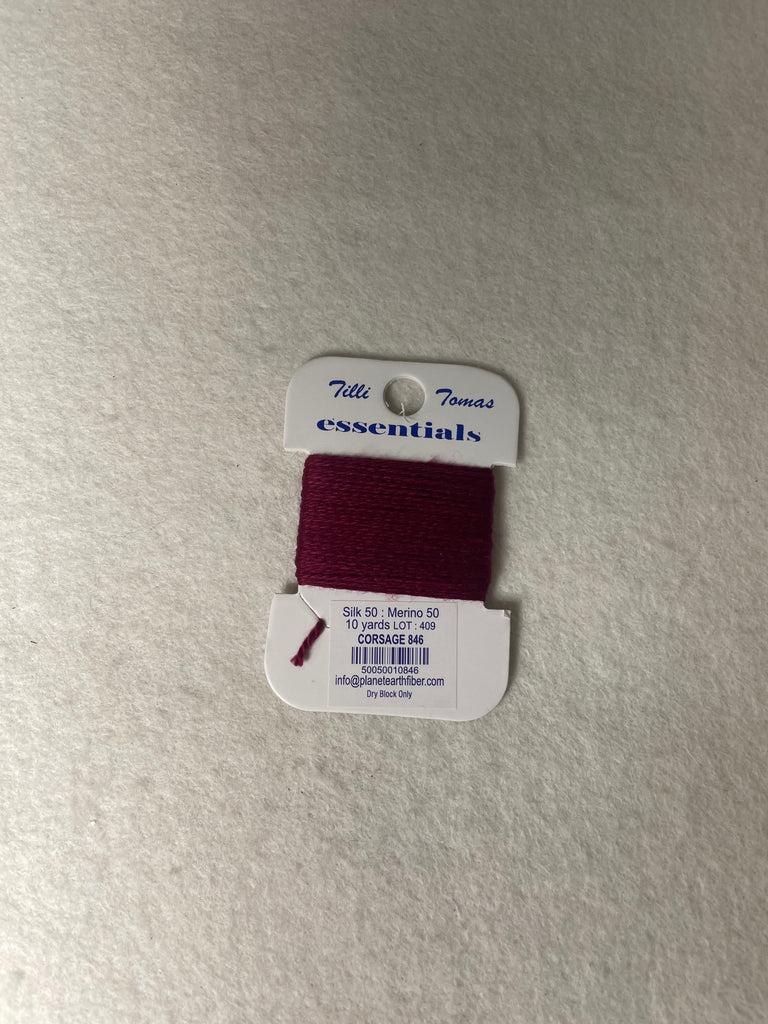 Tilli Tomas
essentials
Silk 50 : Merino 50
10 yards LOT : 409
CORSAGE 846
50050010846
info@planetearthfiber.com
Dry Block Only